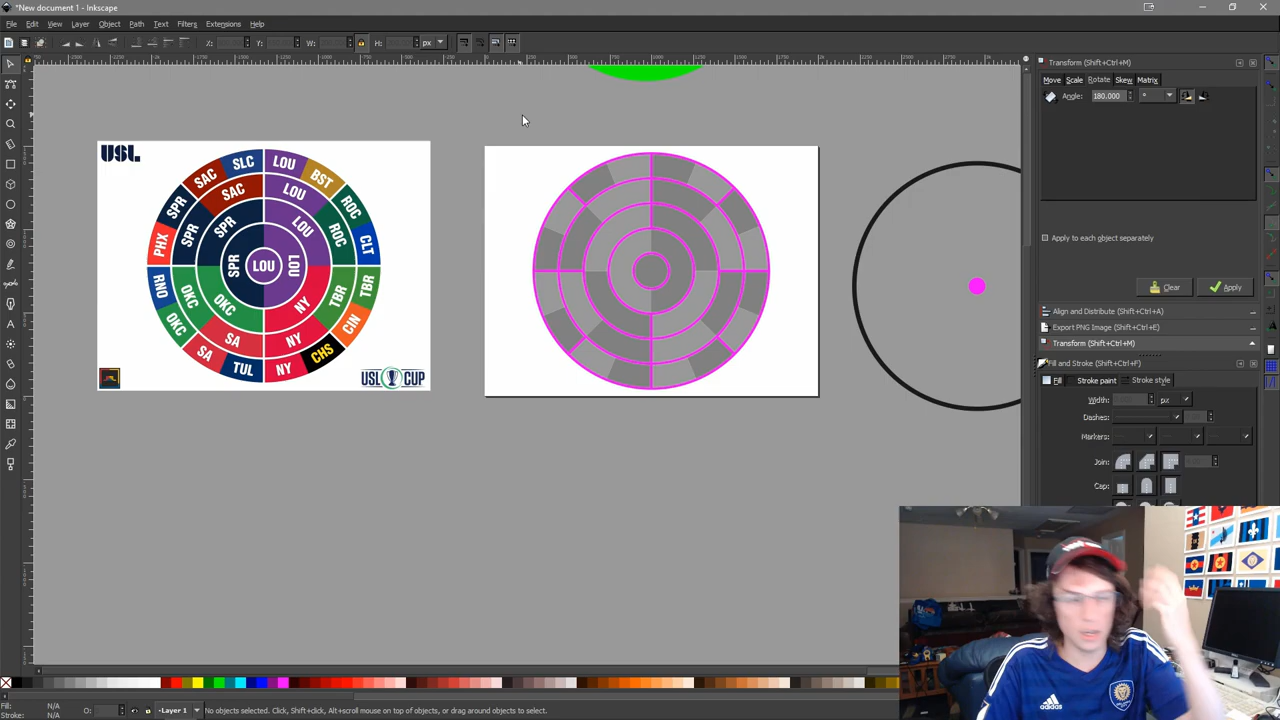 *New document 1 - Inkscape
File Edit View Layer Object Path Text Filters Extensions Help
X: Y: W: H: px
Transform (Shift+Ctrl+M)
Move Scale Rotate Skew Matrix
Angle: 180.000 °
Apply to each object separately
Clear Apply
Align and Distribute (Shift+Ctrl+A)
Export PNG Image (Shift+Ctrl+E)
Transform (Shift+Ctrl+M)
Fill and Stroke (Shift+Ctrl+F)
Fill Stroke paint Stroke style
Width: px
Dashes:
Markers:
Join:
Cap:
USL
SLC LOU
SAC BST
SPR ROC
PHX CLT
RNO TBR
OKC CIN
SA CHS
TUL NY
SAC LOU
SPR ROC
OKC TBR
SA NY
SPR LOU
OKC NY
SPR LOU LOU
USL CUP
Fill: N/A
Stroke: N/A
O:
-Layer 1
No objects selected. Click, Shift+click, Alt+scroll mouse on top of objects, or drag around objects to select.